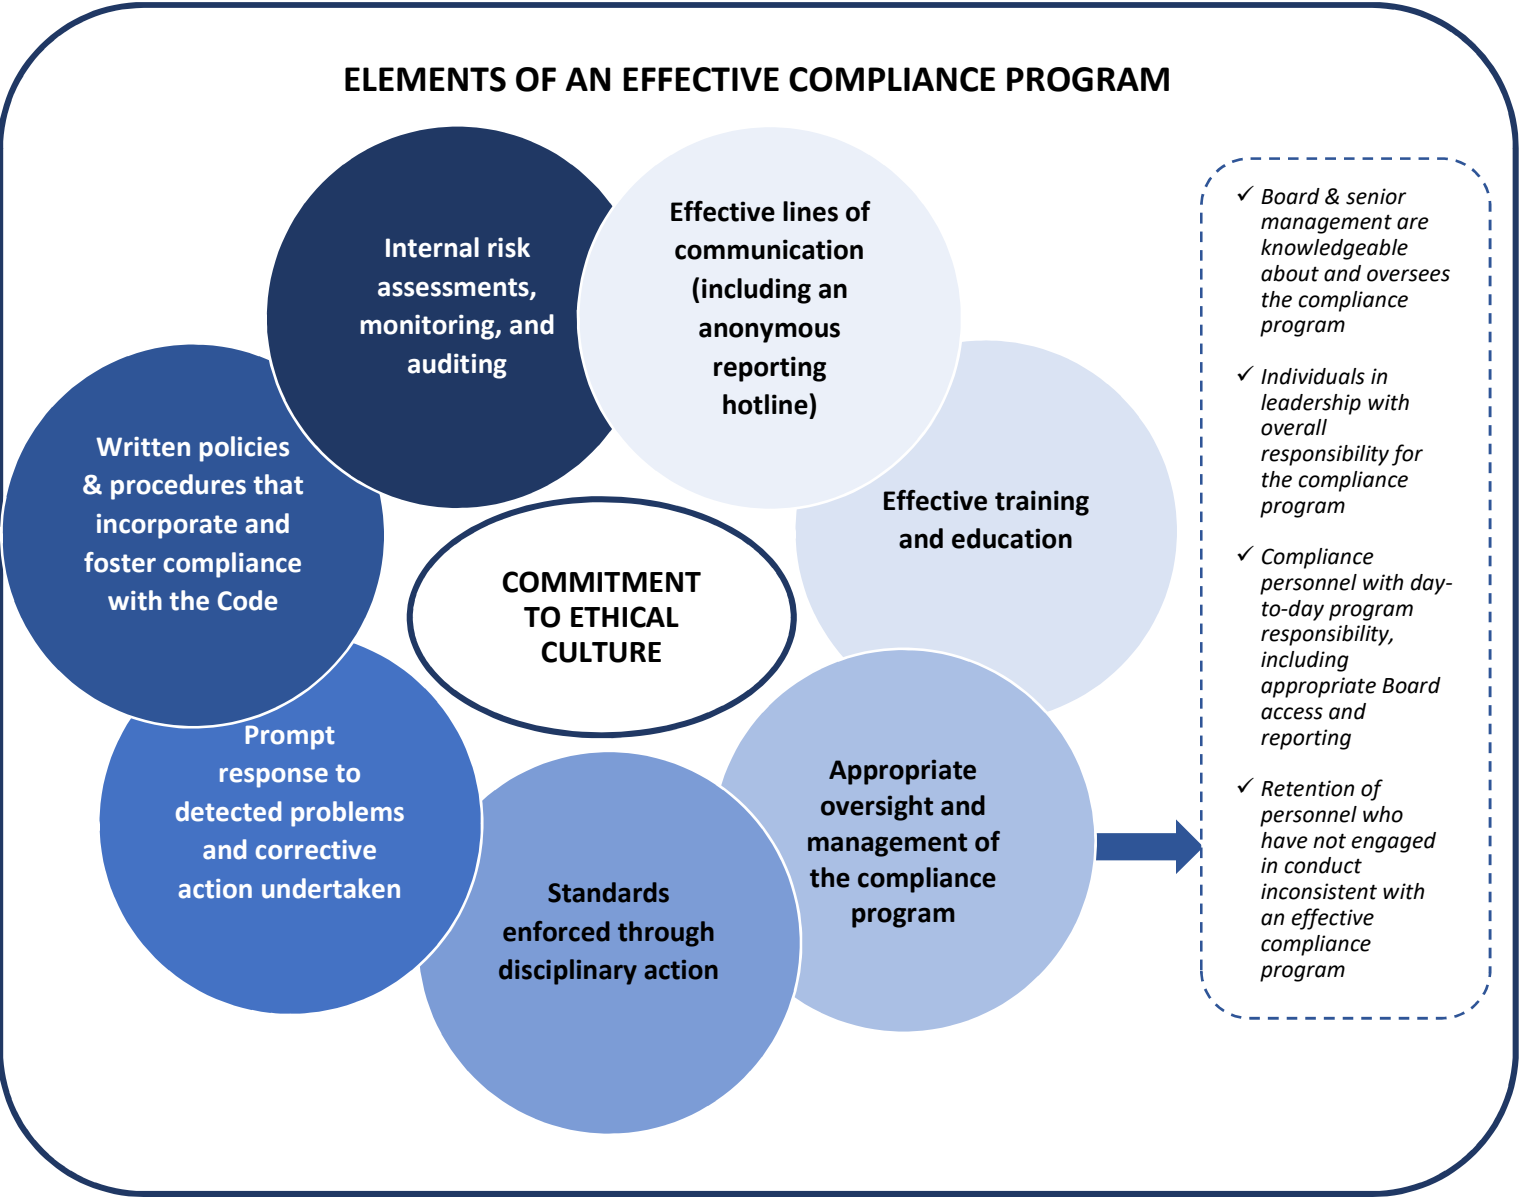 ELEMENTS OF AN EFFECTIVE COMPLIANCE PROGRAM
Internal risk
assessments,
monitoring, and
auditing
Effective lines of
communication
(including an
anonymous
reporting
hotline)
Effective training
and education
Appropriate
oversight and
management of
the compliance
program
Standards
enforced through
disciplinary action
Prompt
response to
detected problems
and corrective
action undertaken
Written policies
& procedures that
incorporate and
foster compliance
with the Code
COMMITMENT
TO ETHICAL
CULTURE
✓ Board & senior
management are
knowledgeable
about and oversees
the compliance
program
✓ Individuals in
leadership with
overall
responsibility for
the compliance
program
✓ Compliance
personnel with day-
to-day program
responsibility,
including
appropriate Board
access and
reporting
✓ Retention of
personnel who
have not engaged
in conduct
inconsistent with
an effective
compliance
program